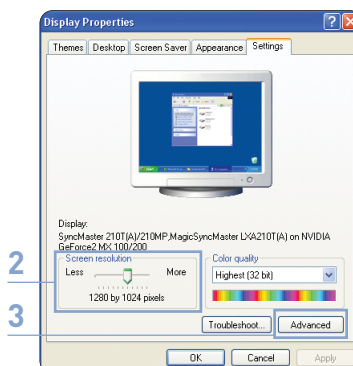 Display Properties
Themes Desktop Screen Saver Appearance Settings
Display:
SyncMaster 210T(A)/210MP,MagicSyncMaster LXA210T(A) on NVIDIA
GeForce2 MX 100/200
2
Screen resolution
Less More
1280 by 1024 pixels
Color quality
Highest (32 bit)
3
Troubleshoot... Advanced
OK Cancel Apply